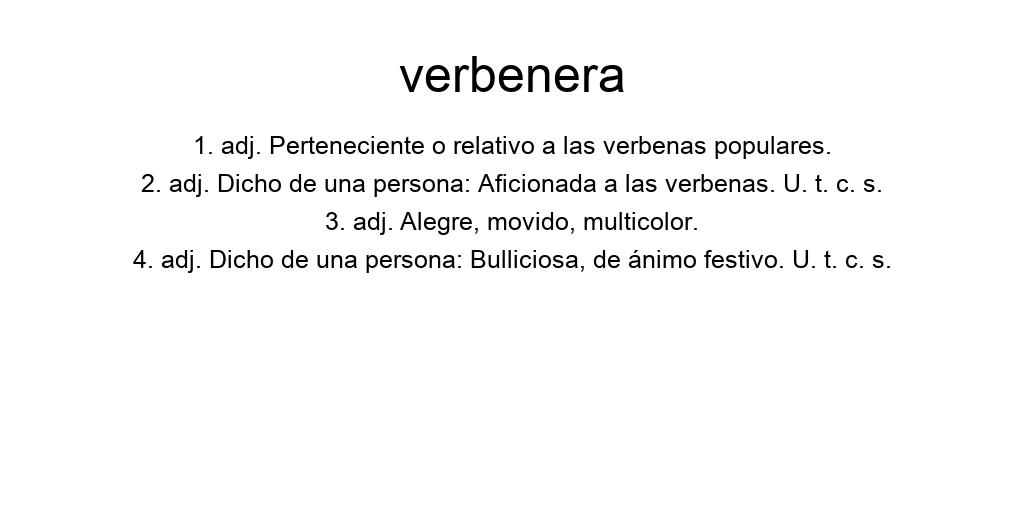 verbenera
1. adj. Perteneciente o relativo a las verbenas populares.
2. adj. Dicho de una persona: Aficionada a las verbenas. U. t. c. s.
3. adj. Alegre, movido, multicolor.
4. adj. Dicho de una persona: Bulliciosa, de ánimo festivo. U. t. c. s.